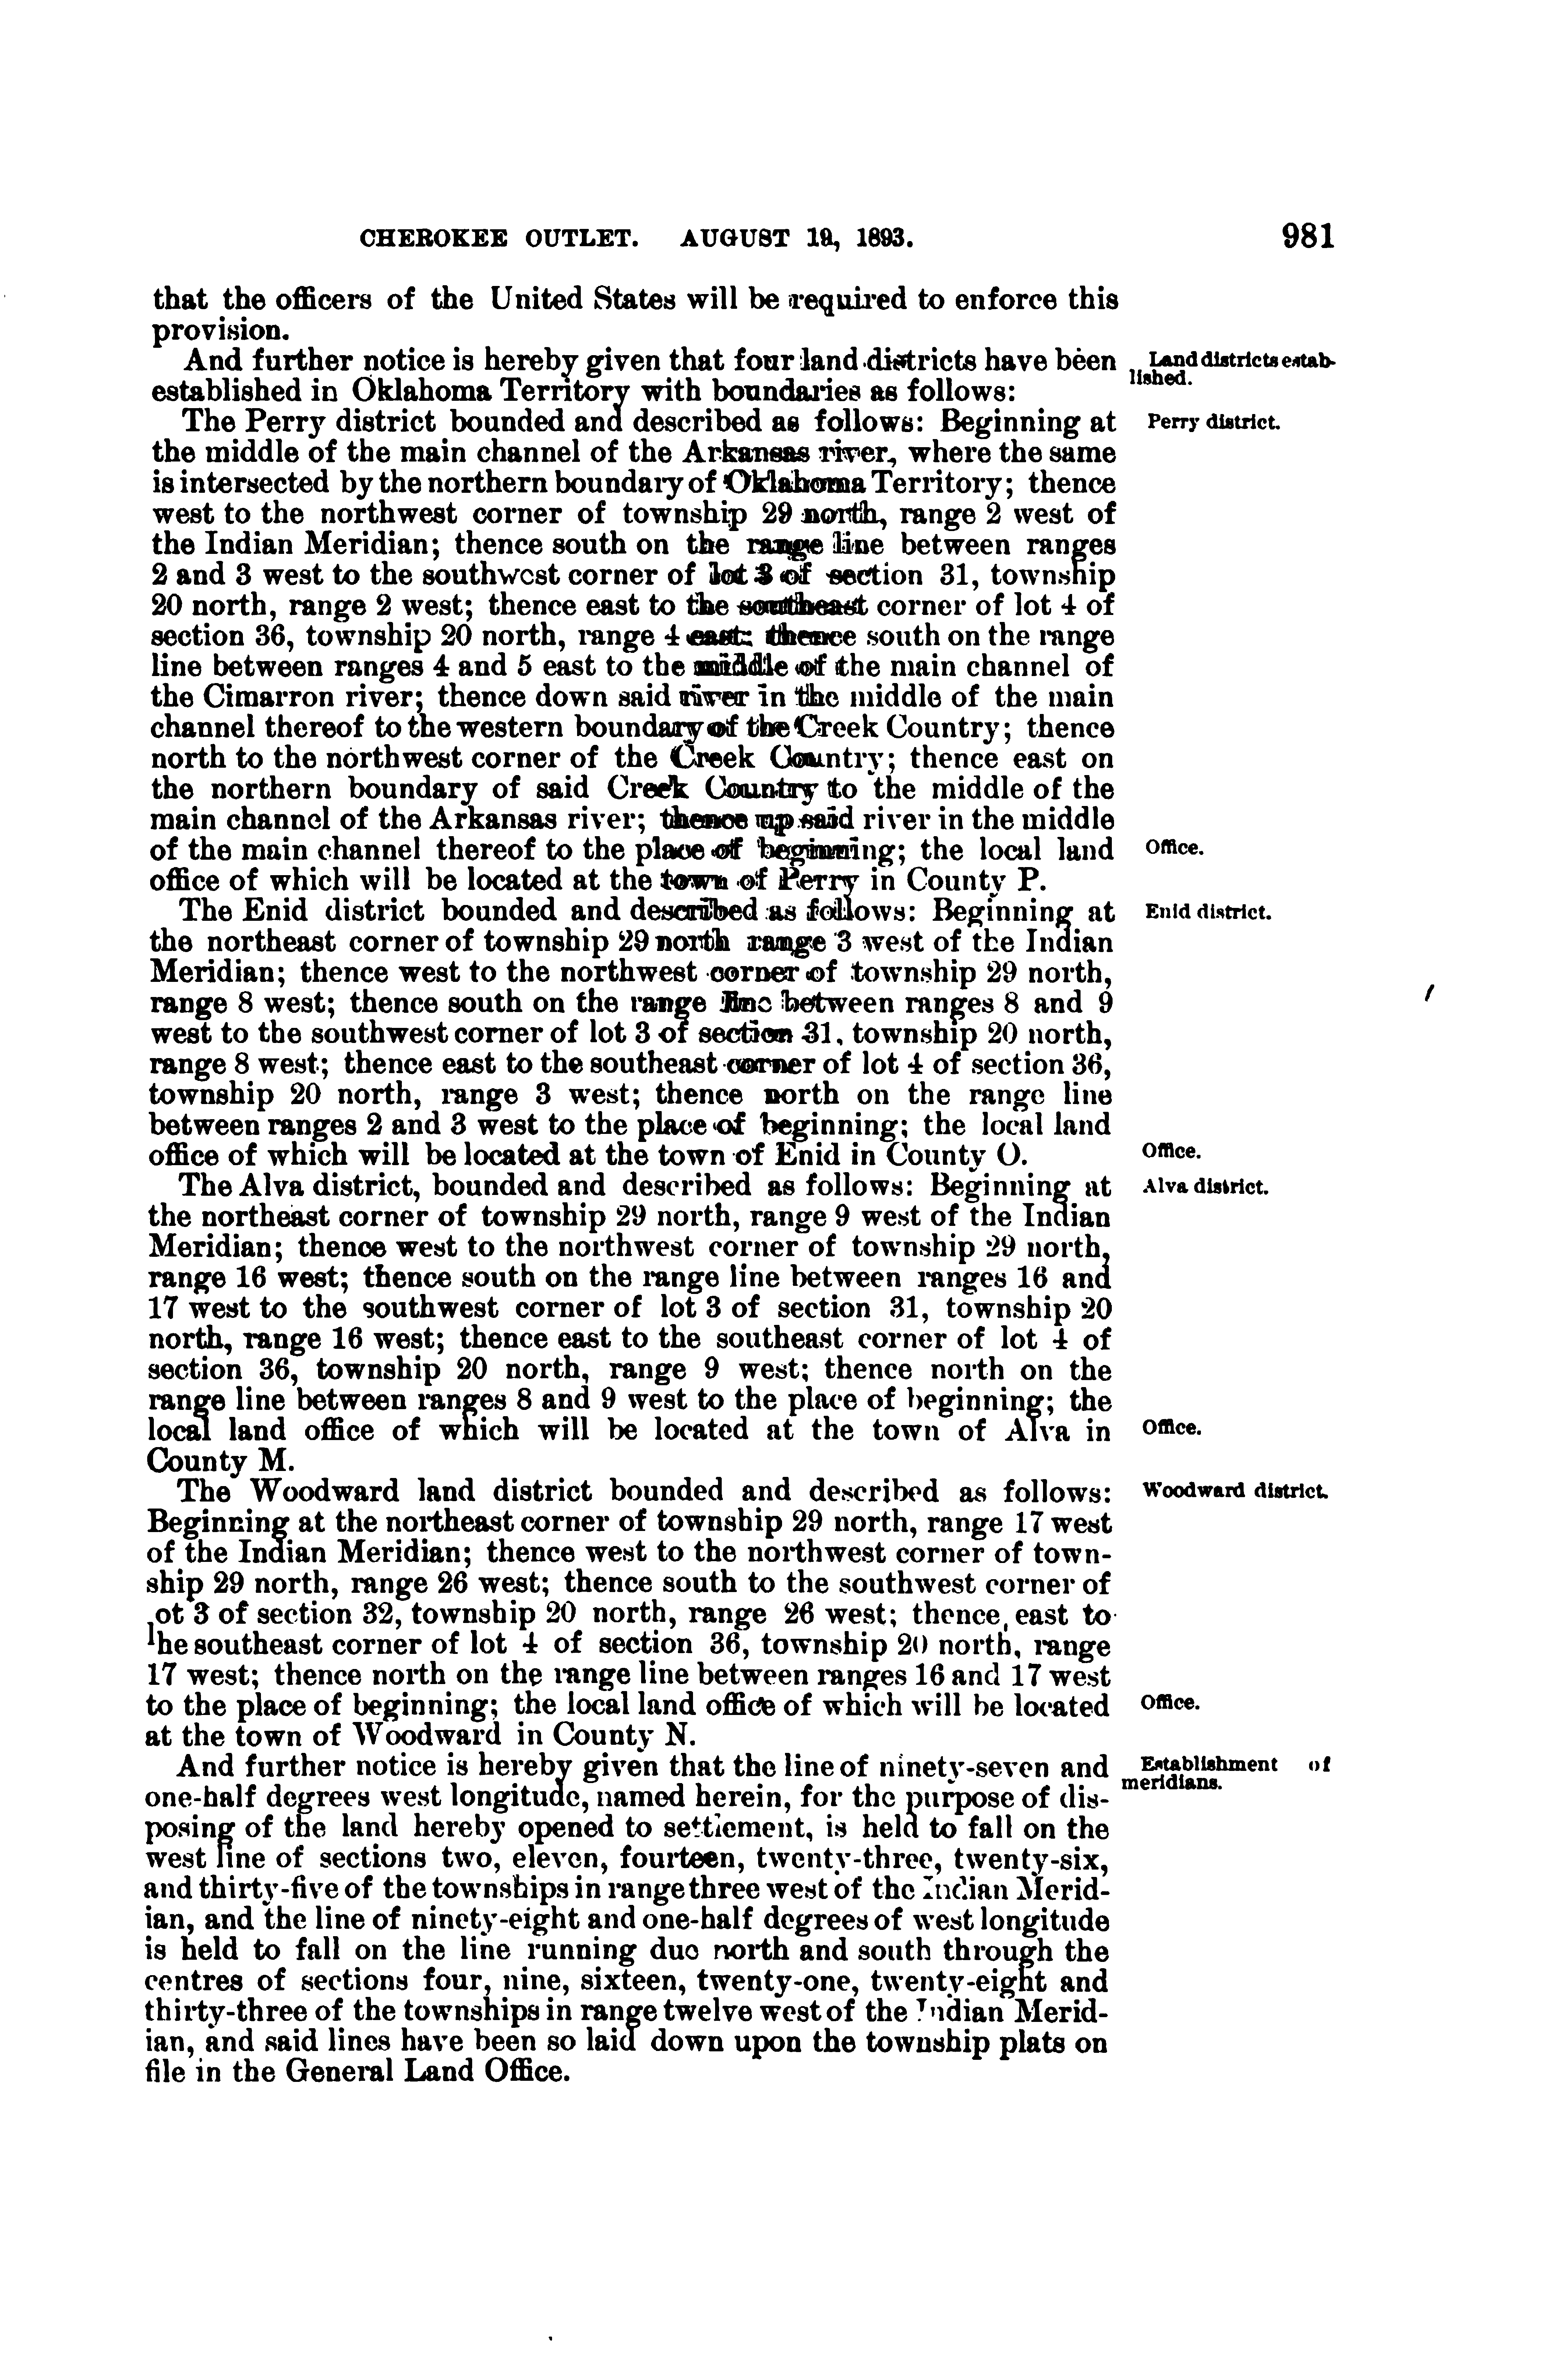 CHEROKEE OUTLET. AUGUST 19, 1893. 981
that the officers of the United States will be required to enforce this
provision.
And further notice is hereby given that four land districts have been
Land districts estab-
lished.
established in Oklahoma Territory with boundaries as follows:
The Perry district bounded and described as follows: Beginning at
Perry district.
the middle of the main channel of the Arkansas river, where the same
is intersected by the northern boundary of Oklahoma Territory; thence
west to the northwest corner of township 29 north, range 2 west of
the Indian Meridian; thence south on the range line between ranges
2 and 3 west to the southwest corner of lot 3 of section 31, township
20 north, range 2 west; thence east to the southeast corner of lot 4 of
section 36, township 20 north, range 4 east: thence south on the range
line between ranges 4 and 5 east to the middle of the main channel of
the Cimarron river; thence down said river in the middle of the main
channel thereof to the western boundary of the Creek Country; thence
north to the northwest corner of the Creek Country; thence east on
the northern boundary of said Creek Country to the middle of the
main channel of the Arkansas river; thence up said river in the middle
of the main channel thereof to the place of beginning; the local land
Office.
office of which will be located at the town of Perry in County P.
The Enid district bounded and described as follows: Beginning at
Enid district.
the northeast corner of township 29 north range 3 west of the Indian
Meridian; thence west to the northwest corner of township 29 north,
range 8 west; thence south on the range line between ranges 8 and 9
west to the southwest corner of lot 3 of section 31, township 20 north,
range 8 west; thence east to the southeast corner of lot 4 of section 36,
township 20 north, range 3 west; thence north on the range line
between ranges 2 and 3 west to the place of beginning; the local land
office of which will be located at the town of Enid in County O.
Office.
The Alva district, bounded and described as follows: Beginning at
Alva district.
the northeast corner of township 29 north, range 9 west of the Indian
Meridian; thence west to the northwest corner of township 29 north,
range 16 west; thence south on the range line between ranges 16 and
17 west to the southwest corner of lot 3 of section 31, township 20
north, range 16 west; thence east to the southeast corner of lot 4 of
section 36, township 20 north, range 9 west; thence north on the
range line between ranges 8 and 9 west to the place of beginning; the
local land office of which will be located at the town of Alva in
Office.
County M.
The Woodward land district bounded and described as follows:
Woodward district.
Beginning at the northeast corner of township 29 north, range 17 west
of the Indian Meridian; thence west to the northwest corner of town-
ship 29 north, range 26 west; thence south to the southwest corner of
lot 3 of section 32, township 20 north, range 26 west; thence east to
the southeast corner of lot 4 of section 36, township 20 north, range
17 west; thence north on the range line between ranges 16 and 17 west
to the place of beginning; the local land office of which will be located
Office.
at the town of Woodward in County N.
And further notice is hereby given that the line of ninety-seven and
Establishment of
meridians.
one-half degrees west longitude, named herein, for the purpose of dis-
posing of the land hereby opened to settlement, is held to fall on the
west line of sections two, eleven, fourteen, twenty-three, twenty-six,
and thirty-five of the townships in range three west of the Indian Merid-
ian, and the line of ninety-eight and one-half degrees of west longitude
is held to fall on the line running due north and south through the
centres of sections four, nine, sixteen, twenty-one, twenty-eight and
thirty-three of the townships in range twelve west of the Indian Merid-
ian, and said lines have been so laid down upon the township plats on
file in the General Land Office.